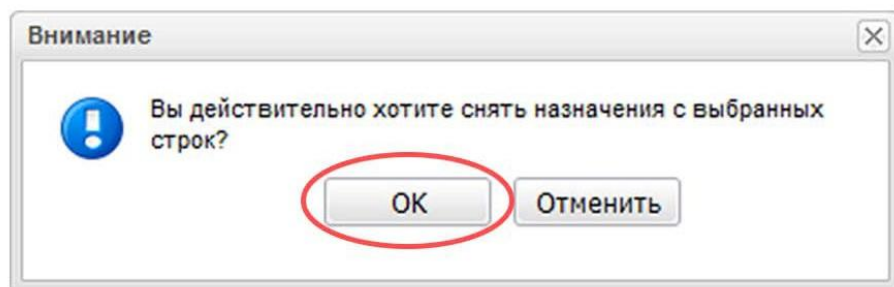 Внимание
Вы действительно хотите снять назначения с выбранных
строк?
ОК
Отменить